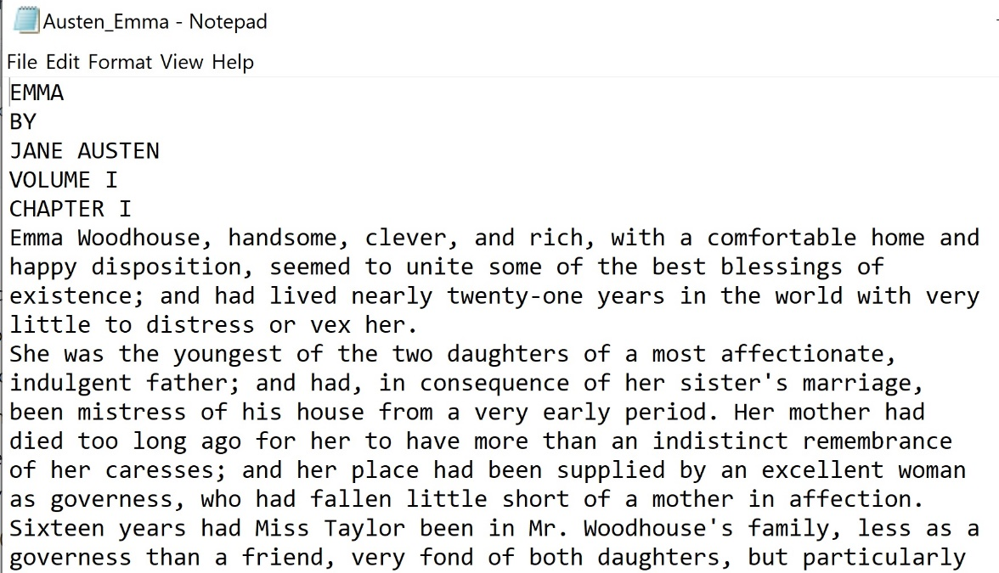 Austen_Emma - Notepad
File Edit Format View Help
EMMA
BY
JANE AUSTEN
VOLUME I
CHAPTER I
Emma Woodhouse, handsome, clever, and rich, with a comfortable home and
happy disposition, seemed to unite some of the best blessings of
existence; and had lived nearly twenty-one years in the world with very
little to distress or vex her.
She was the youngest of the two daughters of a most affectionate,
indulgent father; and had, in consequence of her sister's marriage,
been mistress of his house from a very early period. Her mother had
died too long ago for her to have more than an indistinct remembrance
of her caresses; and her place had been supplied by an excellent woman
as governess, who had fallen little short of a mother in affection.
Sixteen years had Miss Taylor been in Mr. Woodhouse's family, less as a
governess than a friend, very fond of both daughters, but particularly